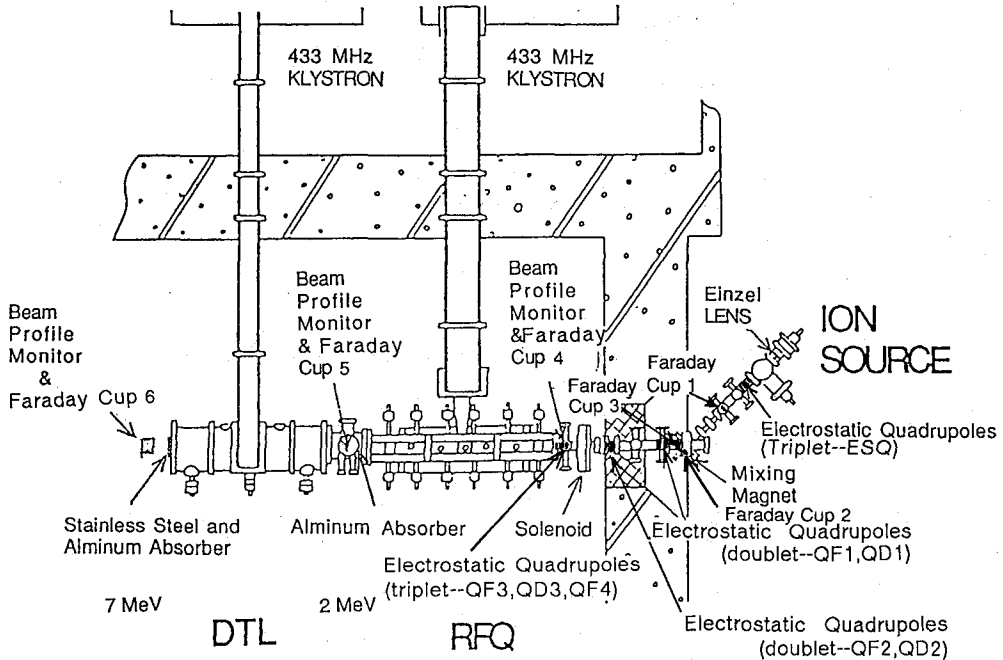 433 MHz
KLYSTRON
433 MHz
KLYSTRON
Beam
Profile
Monitor
&
Faraday Cup 6
Beam
Profile
Monitor
& Faraday
Cup 5
Beam
Profile
Monitor
&Faraday
Cup 4
Einzel
LENS
ION
SOURCE
Faraday
Cup 1
Faraday
Cup 3
Electrostatic Quadrupoles
(Triplet--ESQ)
Mixing
Magnet
Faraday Cup 2
Stainless Steel and
Alminum Absorber
Alminum Absorber
Solenoid
Electrostatic Quadrupoles
(doublet--QF1,QD1)
Electrostatic Quadrupoles
(triplet--QF3,QD3,QF4)
7 MeV
2 MeV
DTL
RFQ
Electrostatic Quadrupoles
(doublet--QF2,QD2)